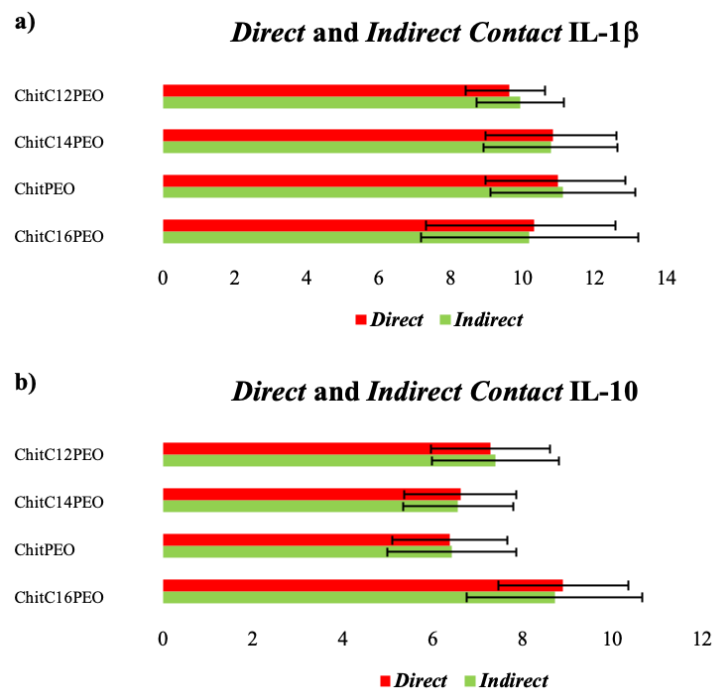 a)
Direct and Indirect Contact IL-1β
ChitC12PEO
ChitC14PEO
ChitPEO
ChitC16PEO
0 2 4 6 8 10 12 14
Direct Indirect
b)
Direct and Indirect Contact IL-10
ChitC12PEO
ChitC14PEO
ChitPEO
ChitC16PEO
0 2 4 6 8 10 12
Direct Indirect